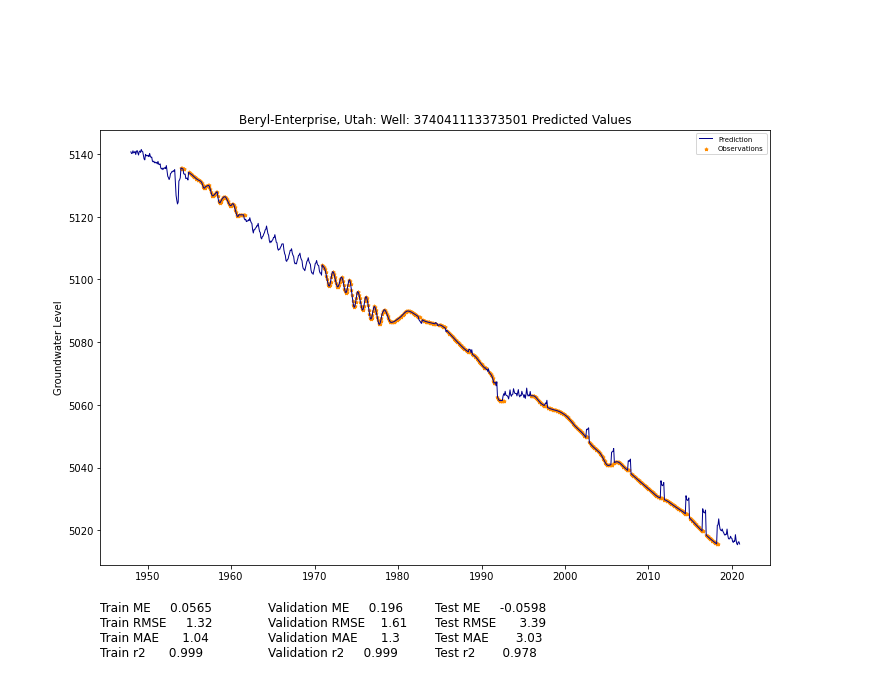 Beryl-Enterprise, Utah: Well: 374041113373501 Predicted Values
Prediction
Observations
Groundwater Level
5140
5120
5100
5080
5060
5040
5020
1950 1960 1970 1980 1990 2000 2010 2020
Train ME 0.0565 Validation ME 0.196 Test ME -0.0598
Train RMSE 1.32 Validation RMSE 1.61 Test RMSE 3.39
Train MAE 1.04 Validation MAE 1.3 Test MAE 3.03
Train r2 0.999 Validation r2 0.999 Test r2 0.978